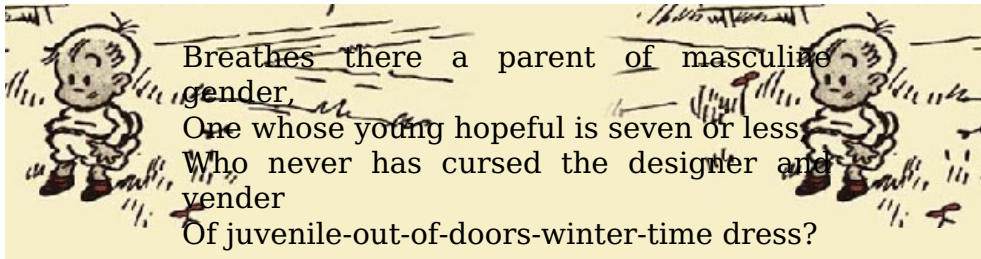 Breathes there a parent of masculine
gender,
One whose young hopeful is seven or less,
Who never has cursed the designer and
vender
Of juvenile-out-of-doors-winter-time dress?